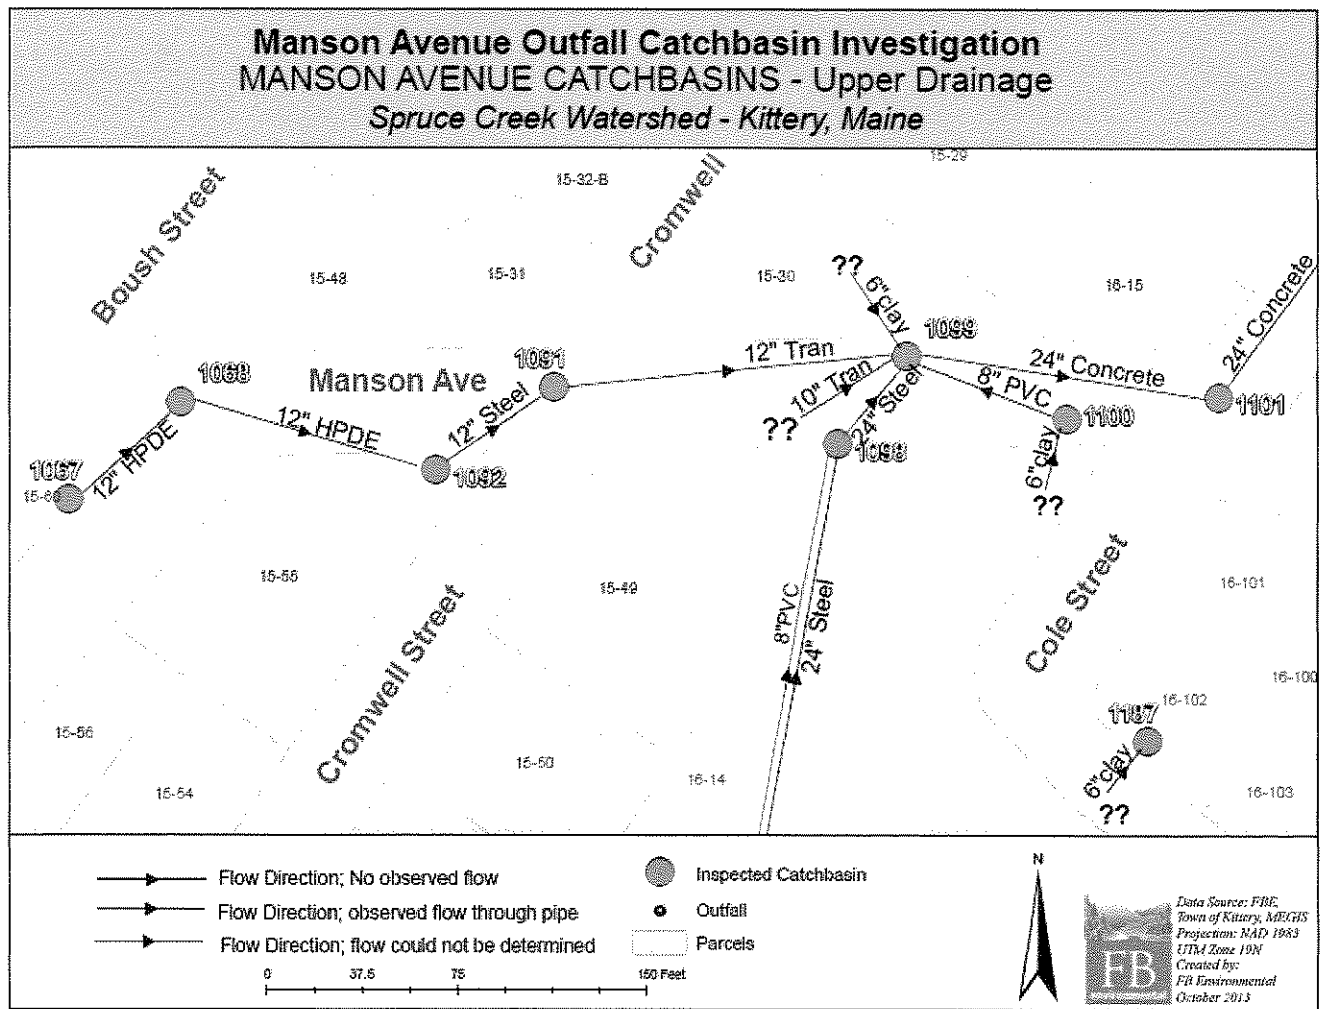 Manson Avenue Outfall Catchbasin Investigation
MANSON AVENUE CATCHBASINS - Upper Drainage
Spruce Creek Watershed - Kittery, Maine
15-29
15-32-B
Boush Street
Cromwell
15-48
15-31
15-30
??
6"clay
16-15
24" Concrete
1099
1068
Manson Ave
1091
12" Tran
24" Concrete
12" HPDE
12" Steel
10" Tran
24" Steel
8" PVC
1101
??
1098
1100
1067
12" HPDE
1092
6"clay
??
15-55
15-49
Cromwell Street
8"PVC
24" Steel
Cole Street
16-101
16-100
16-102
1187
15-56
15-50
16-14
6"clay
??
15-54
16-103
Flow Direction; No observed flow
Flow Direction; observed flow through pipe
Flow Direction; flow could not be determined
0 37.5 75 150 Feet
Inspected Catchbasin
Outfall
Parcels
N
FB
Data Source: FBE,
Town of Kittery, MEGIS
Projection: NAD 1983
UTM Zone 19N
Created by:
FB Environmental
October 2013